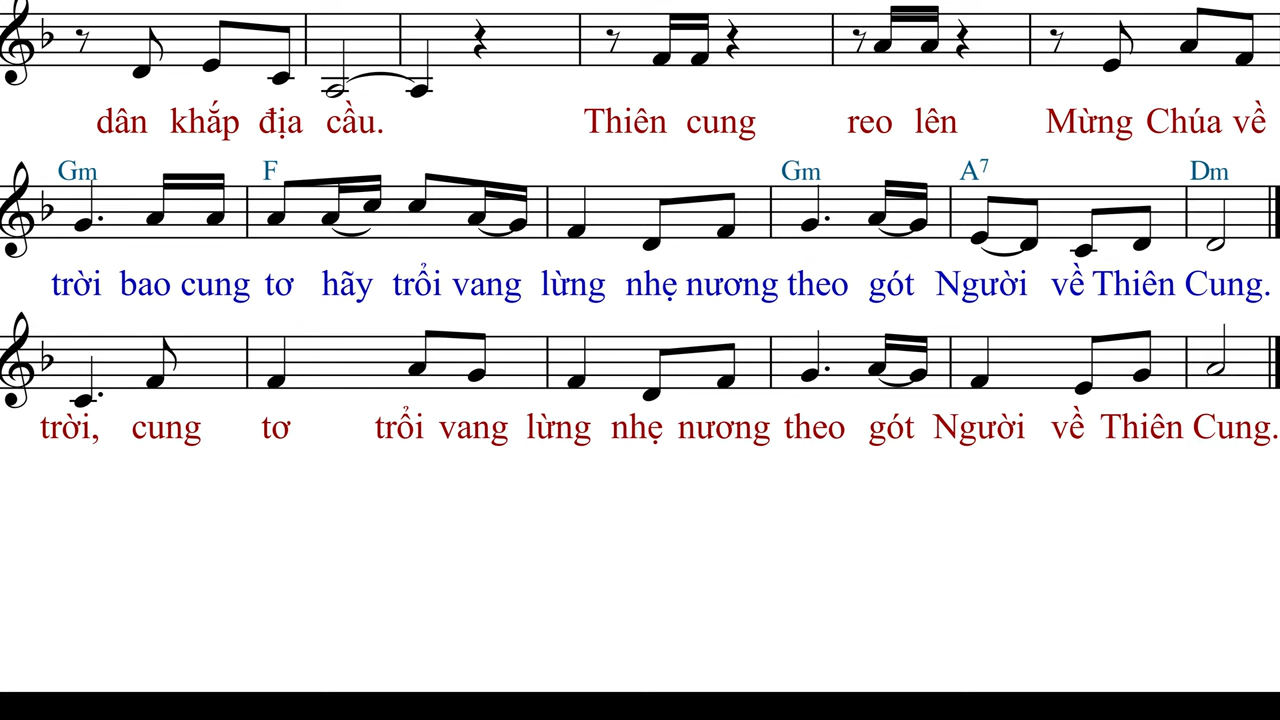 dân khắp địa cầu. Thiên cung reo lên Mừng Chúa về
Gm F Gm A7 Dm
trời bao cung tơ hãy trổi vang lừng nhẹ nương theo gót Người về Thiên Cung.
trời, cung tơ trổi vang lừng nhẹ nương theo gót Người về Thiên Cung.